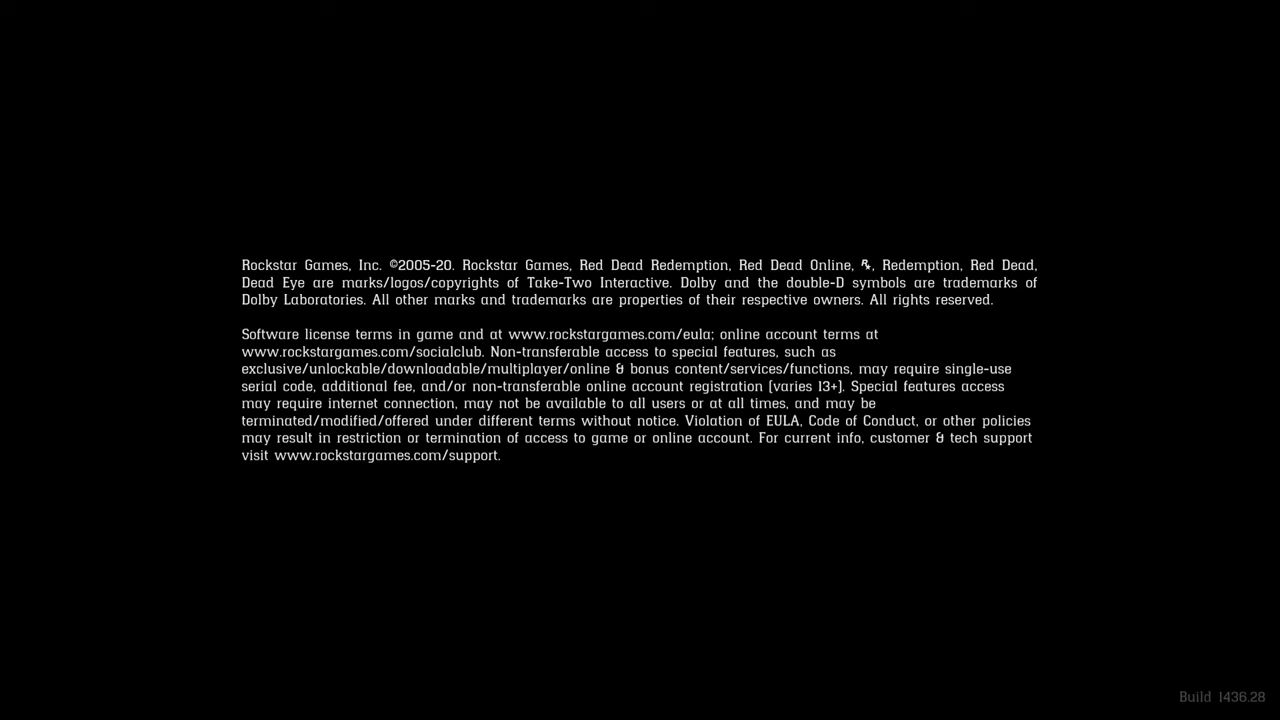 Rockstar Games, Inc. ©2005-20. Rockstar Games, Red Dead Redemption, Red Dead Online, R*, Redemption, Red Dead,
Dead Eye are marks/logos/copyrights of Take-Two Interactive. Dolby and the double-D symbols are trademarks of
Dolby Laboratories. All other marks and trademarks are properties of their respective owners. All rights reserved.
Software license terms in game and at www.rockstargames.com/eula; online account terms at
www.rockstargames.com/socialclub. Non-transferable access to special features, such as
exclusive/unlockable/downloadable/multiplayer/online & bonus content/services/functions, may require single-use
serial code, additional fee, and/or non-transferable online account registration (varies 13+). Special features access
may require internet connection, may not be available to all users or at all times, and may be
terminated/modified/offered under different terms without notice. Violation of EULA, Code of Conduct, or other policies
may result in restriction or termination of access to game or online account. For current info, customer & tech support
visit www.rockstargames.com/support.
Build 1436.28